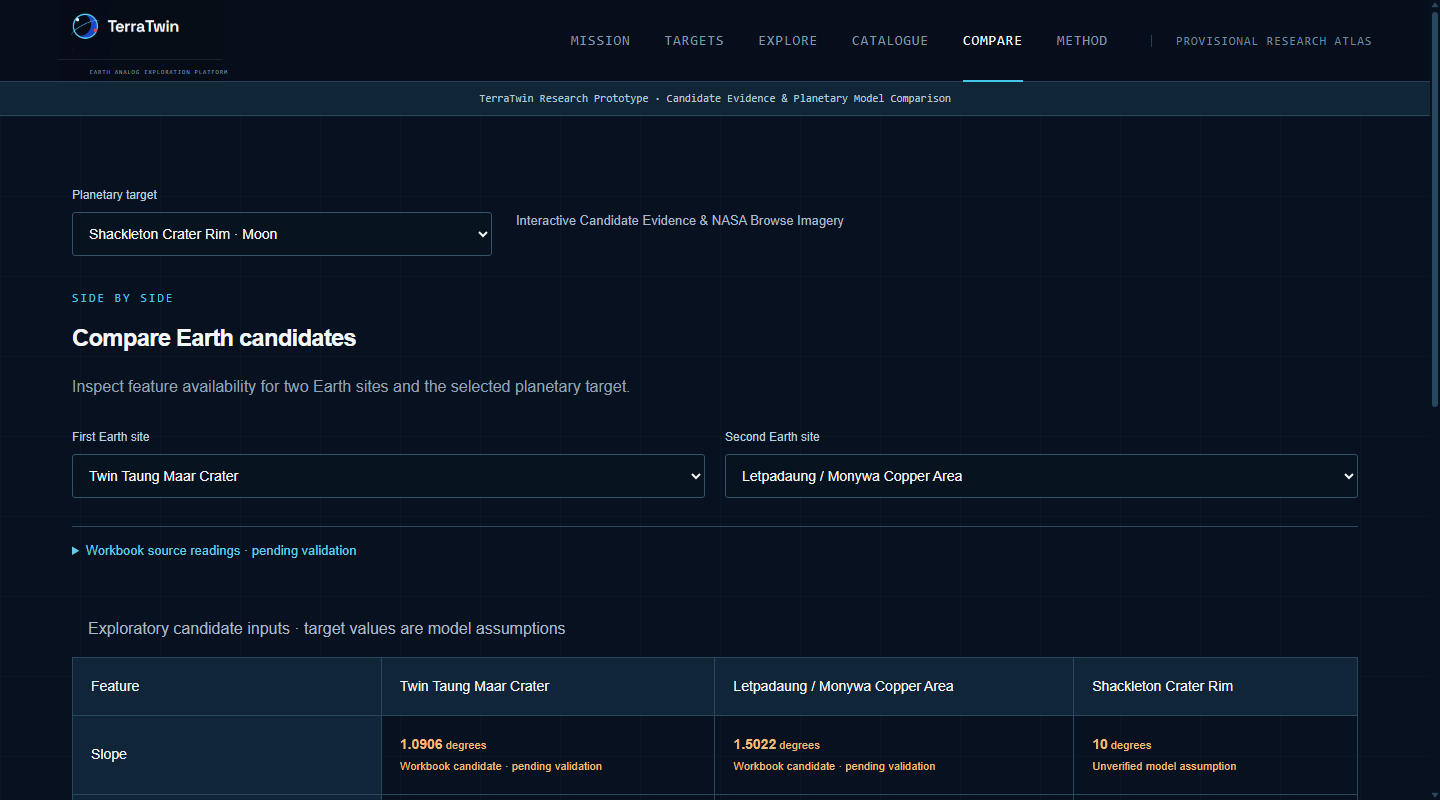 TerraTwin
EARTH ANALOG EXPLORATION PLATFORM
MISSION TARGETS EXPLORE CATALOGUE COMPARE METHOD PROVISIONAL RESEARCH ATLAS
TerraTwin Research Prototype · Candidate Evidence & Planetary Model Comparison
Planetary target
Shackleton Crater Rim · Moon
Interactive Candidate Evidence & NASA Browse Imagery
SIDE BY SIDE
Compare Earth candidates
Inspect feature availability for two Earth sites and the selected planetary target.
First Earth site
Second Earth site
Twin Taung Maar Crater
Letpadaung / Monywa Copper Area
Workbook source readings · pending validation
Exploratory candidate inputs · target values are model assumptions
Feature Twin Taung Maar Crater Letpadaung / Monywa Copper Area Shackleton Crater Rim
Slope
1.0906 degrees
Workbook candidate · pending validation
1.5022 degrees
Workbook candidate · pending validation
10 degrees
Unverified model assumption